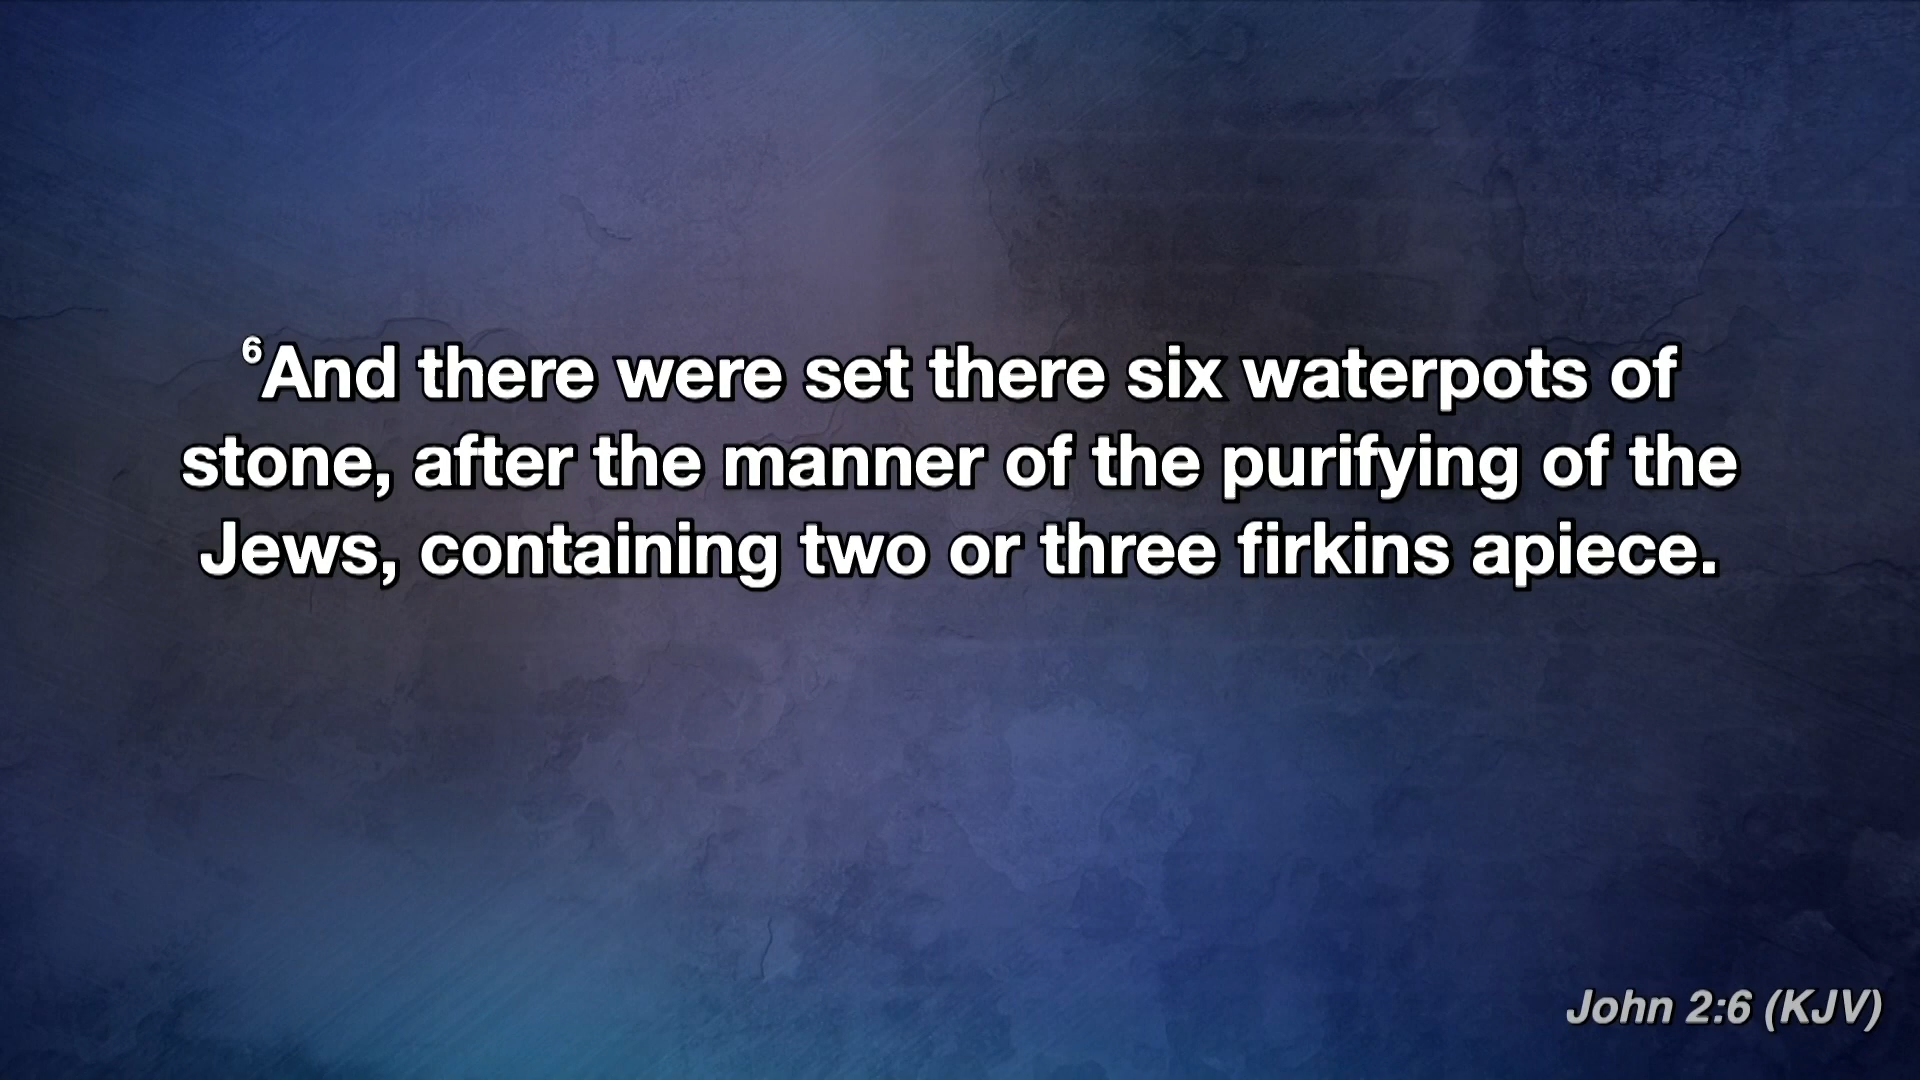 ⁶And there were set there six waterpots of
stone, after the manner of the purifying of the
Jews, containing two or three firkins apiece.
John 2:6 (KJV)